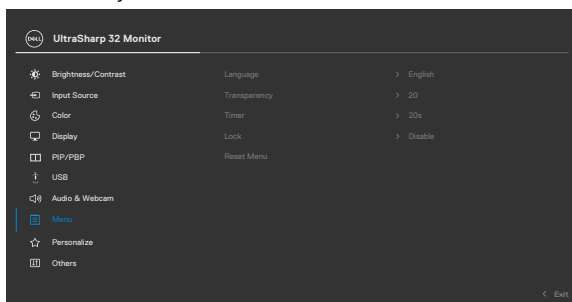 DELL UltraSharp 32 Monitor
Brightness/Contrast Language > English
Input Source Transparency > 20
Color Timer > 20s
Display Lock > Disable
PIP/PBP Reset Menu
USB
Audio & Webcam
Menu
Personalize
Others
< Exit